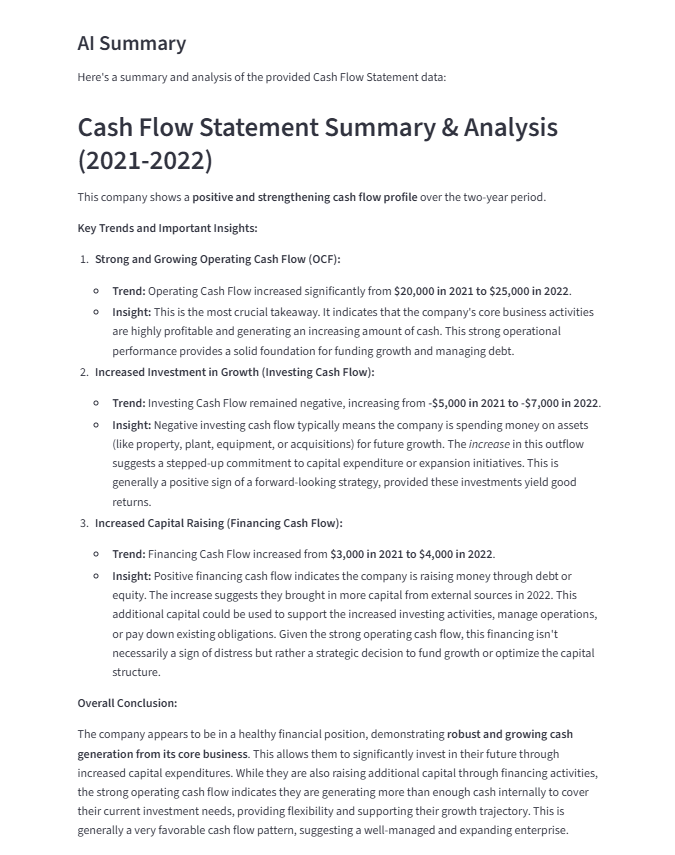 AI Summary
Here's a summary and analysis of the provided Cash Flow Statement data:
Cash Flow Statement Summary & Analysis
(2021-2022)
This company shows a positive and strengthening cash flow profile over the two-year period.
Key Trends and Important Insights:
1. Strong and Growing Operating Cash Flow (OCF):
Trend: Operating Cash Flow increased significantly from $20,000 in 2021 to $25,000 in 2022.
Insight: This is the most crucial takeaway. It indicates that the company's core business activities
are highly profitable and generating an increasing amount of cash. This strong operational
performance provides a solid foundation for funding growth and managing debt.
2. Increased Investment in Growth (Investing Cash Flow):
Trend: Investing Cash Flow remained negative, increasing from -$5,000 in 2021 to -$7,000 in 2022.
Insight: Negative investing cash flow typically means the company is spending money on assets
(like property, plant, equipment, or acquisitions) for future growth. The increase in this outflow
suggests a stepped-up commitment to capital expenditure or expansion initiatives. This is
generally a positive sign of a forward-looking strategy, provided these investments yield good
returns.
3. Increased Capital Raising (Financing Cash Flow):
Trend: Financing Cash Flow increased from $3,000 in 2021 to $4,000 in 2022.
Insight: Positive financing cash flow indicates the company is raising money through debt or
equity. The increase suggests they brought in more capital from external sources in 2022. This
additional capital could be used to support the increased investing activities, manage operations,
or pay down existing obligations. Given the strong operating cash flow, this financing isn't
necessarily a sign of distress but rather a strategic decision to fund growth or optimize the capital
structure.
Overall Conclusion:
The company appears to be in a healthy financial position, demonstrating robust and growing cash
generation from its core business. This allows them to significantly invest in their future through
increased capital expenditures. While they are also raising additional capital through financing activities,
the strong operating cash flow indicates they are generating more than enough cash internally to cover
their current investment needs, providing flexibility and supporting their growth trajectory. This is
generally a very favorable cash flow pattern, suggesting a well-managed and expanding enterprise.